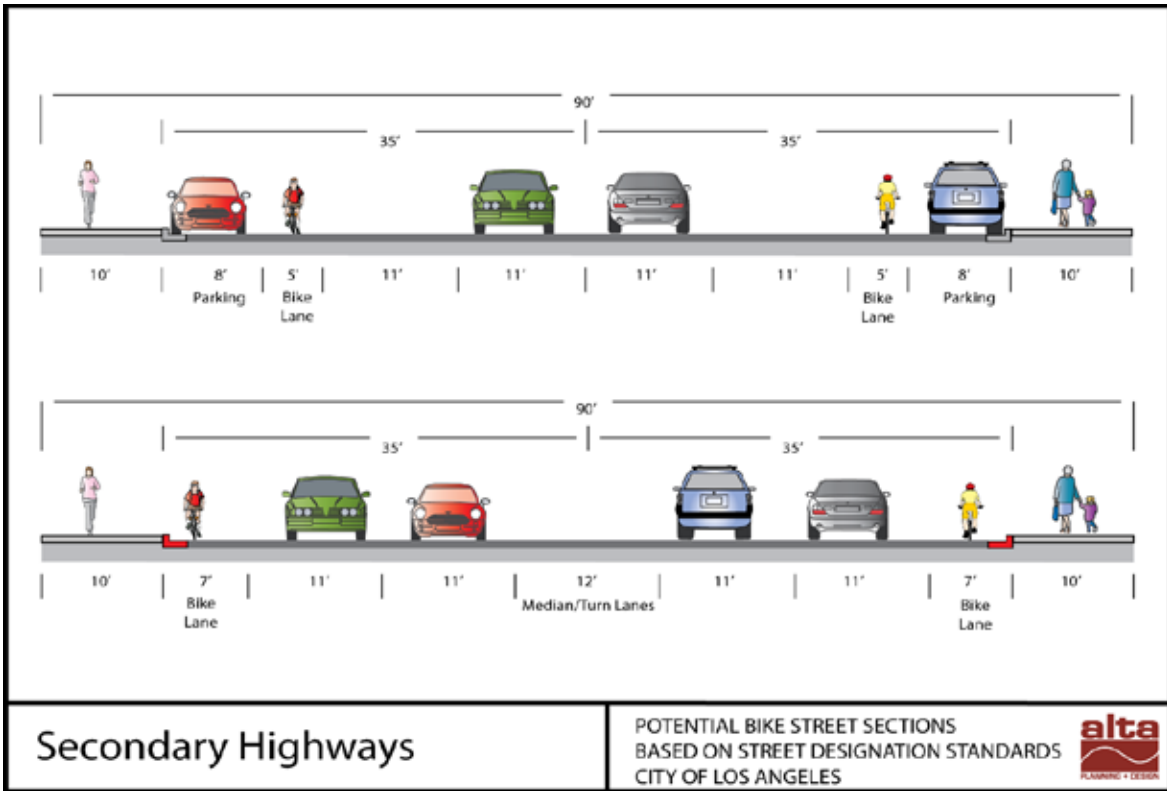 90'
35' 35'
10' 8' 5' 11' 11' 11' 11' 5' 8' 10'
Parking Bike Bike Parking
Lane Lane
90'
35' 35'
10' 7' 11' 11' 12' 11' 11' 7' 10'
Bike Median/Turn Lanes Bike
Lane Lane
Secondary Highways
POTENTIAL BIKE STREET SECTIONS
BASED ON STREET DESIGNATION STANDARDS
CITY OF LOS ANGELES
alta
PLANNING + DESIGN